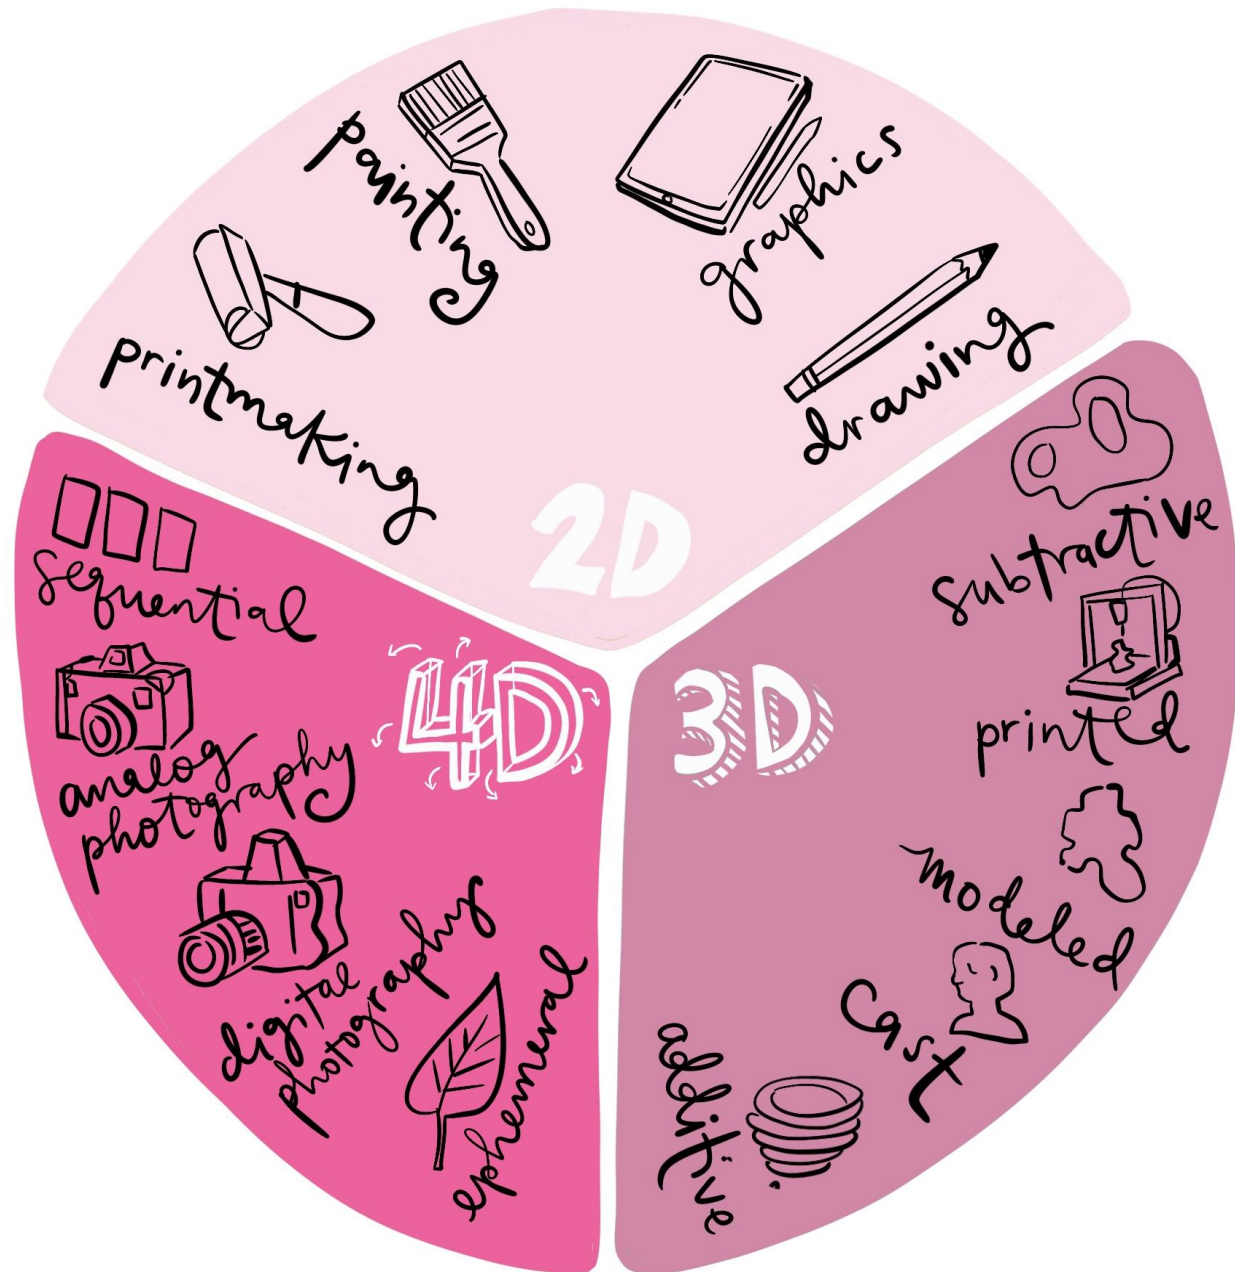 painting
graphics
printmaking
drawing
2D
subtractive
printed
3D
modeled
cast
additive
sequential
4D
analog
photography
digital
photography
ephemeral